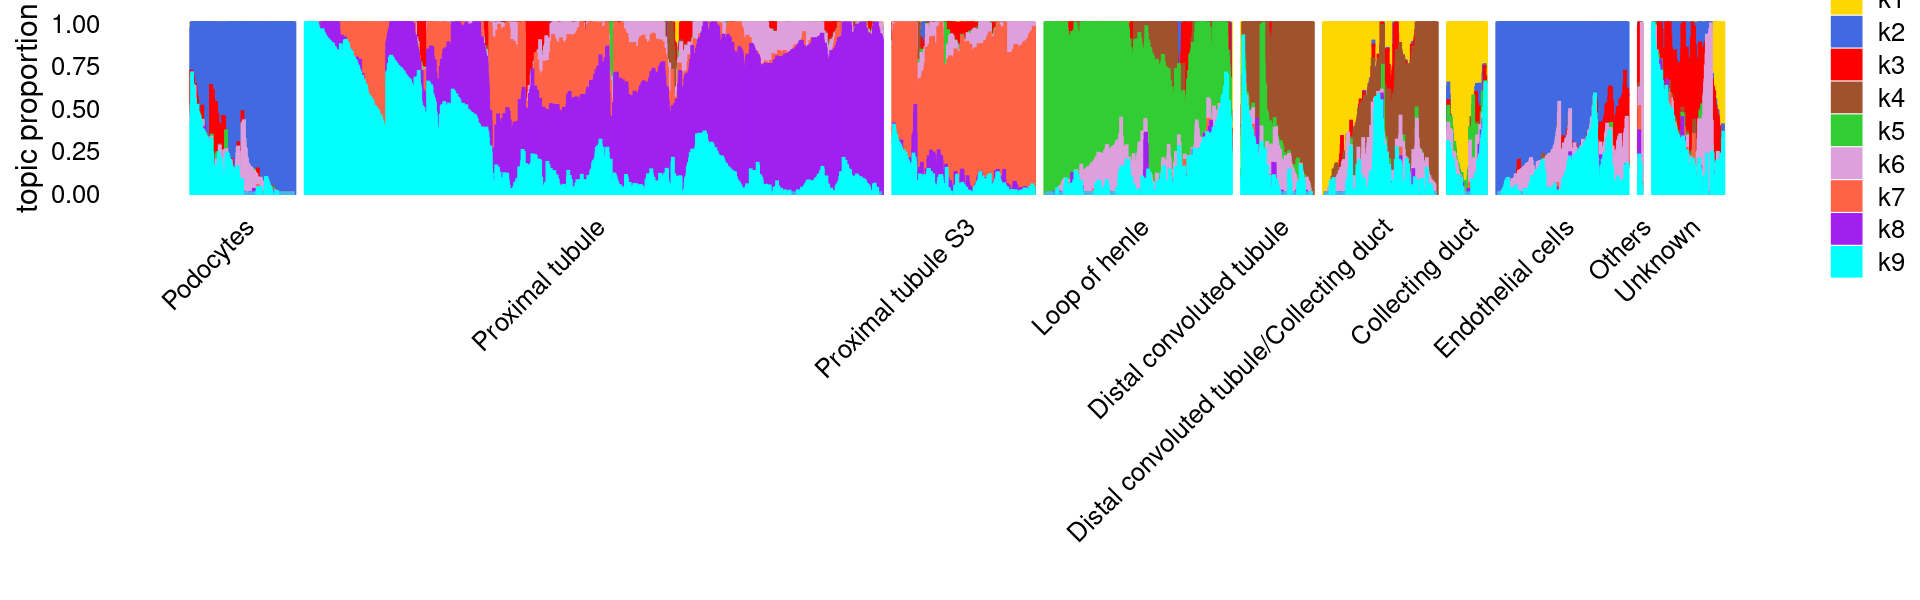 topic proportion
1.00
0.75
0.50
0.25
0.00
Podocytes
Proximal tubule
Proximal tubule S3
Loop of henle
Distal convoluted tubule
Distal convoluted tubule/Collecting duct
Collecting duct
Endothelial cells
Others
Unknown
k1
k2
k3
k4
k5
k6
k7
k8
k9